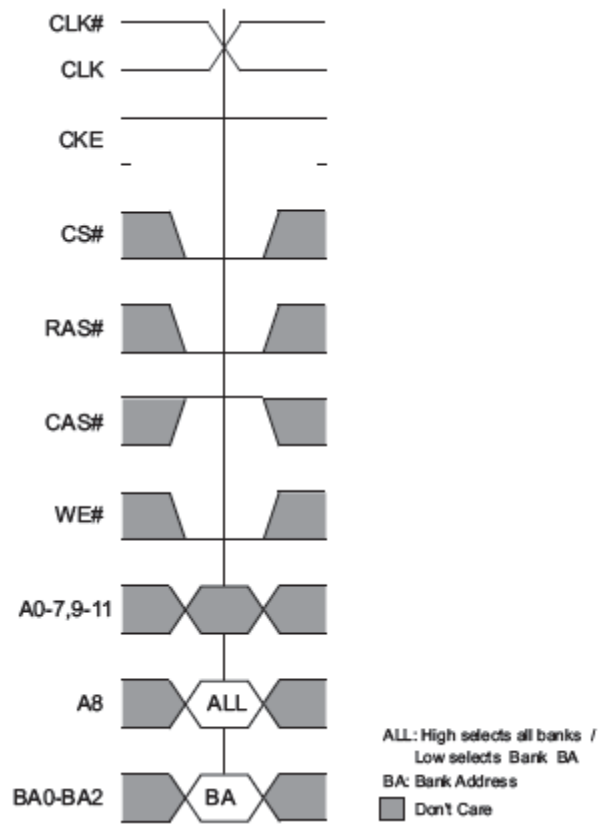 CLK#
CLK
CKE
CS#
RAS#
CAS#
WE#
A0-7,9-11
A8
ALL
BA0-BA2
BA
ALL: High selects all banks /
Low selects Bank BA
BA: Bank Address
Don't Care